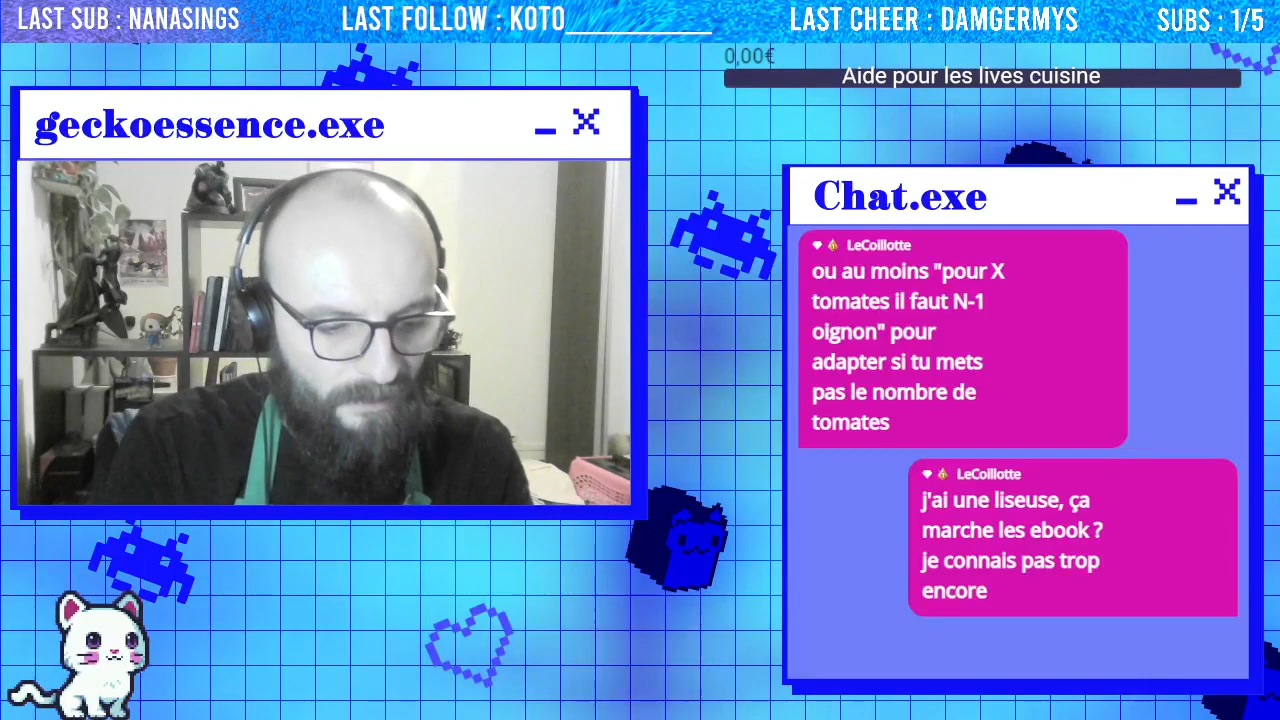 LAST SUB : NANASINGS
LAST FOLLOW : KOTO______________
LAST CHEER : DAMGERMYS
SUBS : 1/5
0,00€
Aide pour les lives cuisine
geckoessence.exe
Chat.exe
LeCoillotte
ou au moins "pour X
tomates il faut N-1
oignon" pour
adapter si tu mets
pas le nombre de
tomates
LeCoillotte
j'ai une liseuse, ça
marche les ebook ?
je connais pas trop
encore